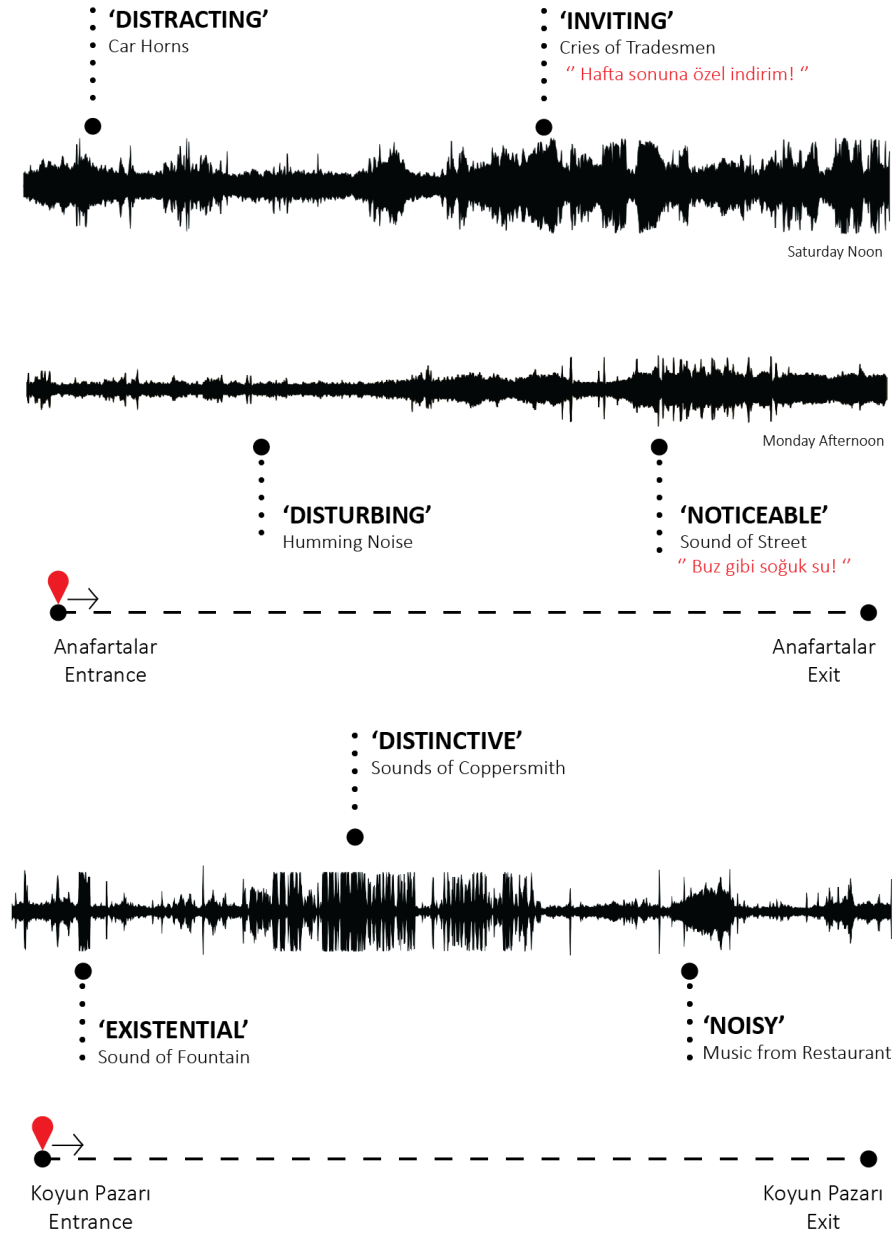 ‘DISTRACTING’
Car Horns
‘INVITING’
Cries of Tradesmen
‘’ Hafta sonuna özel indirim! ‘’
Saturday Noon
Monday Afternoon
‘DISTURBING’
Humming Noise
‘NOTICEABLE’
Sound of Street
‘’ Buz gibi soğuk su! ‘’
Anafartalar
Entrance
Anafartalar
Exit
‘DISTINCTIVE’
Sounds of Coppersmith
‘EXISTENTIAL’
Sound of Fountain
‘NOISY’
Music from Restaurant
Koyun Pazarı
Entrance
Koyun Pazarı
Exit